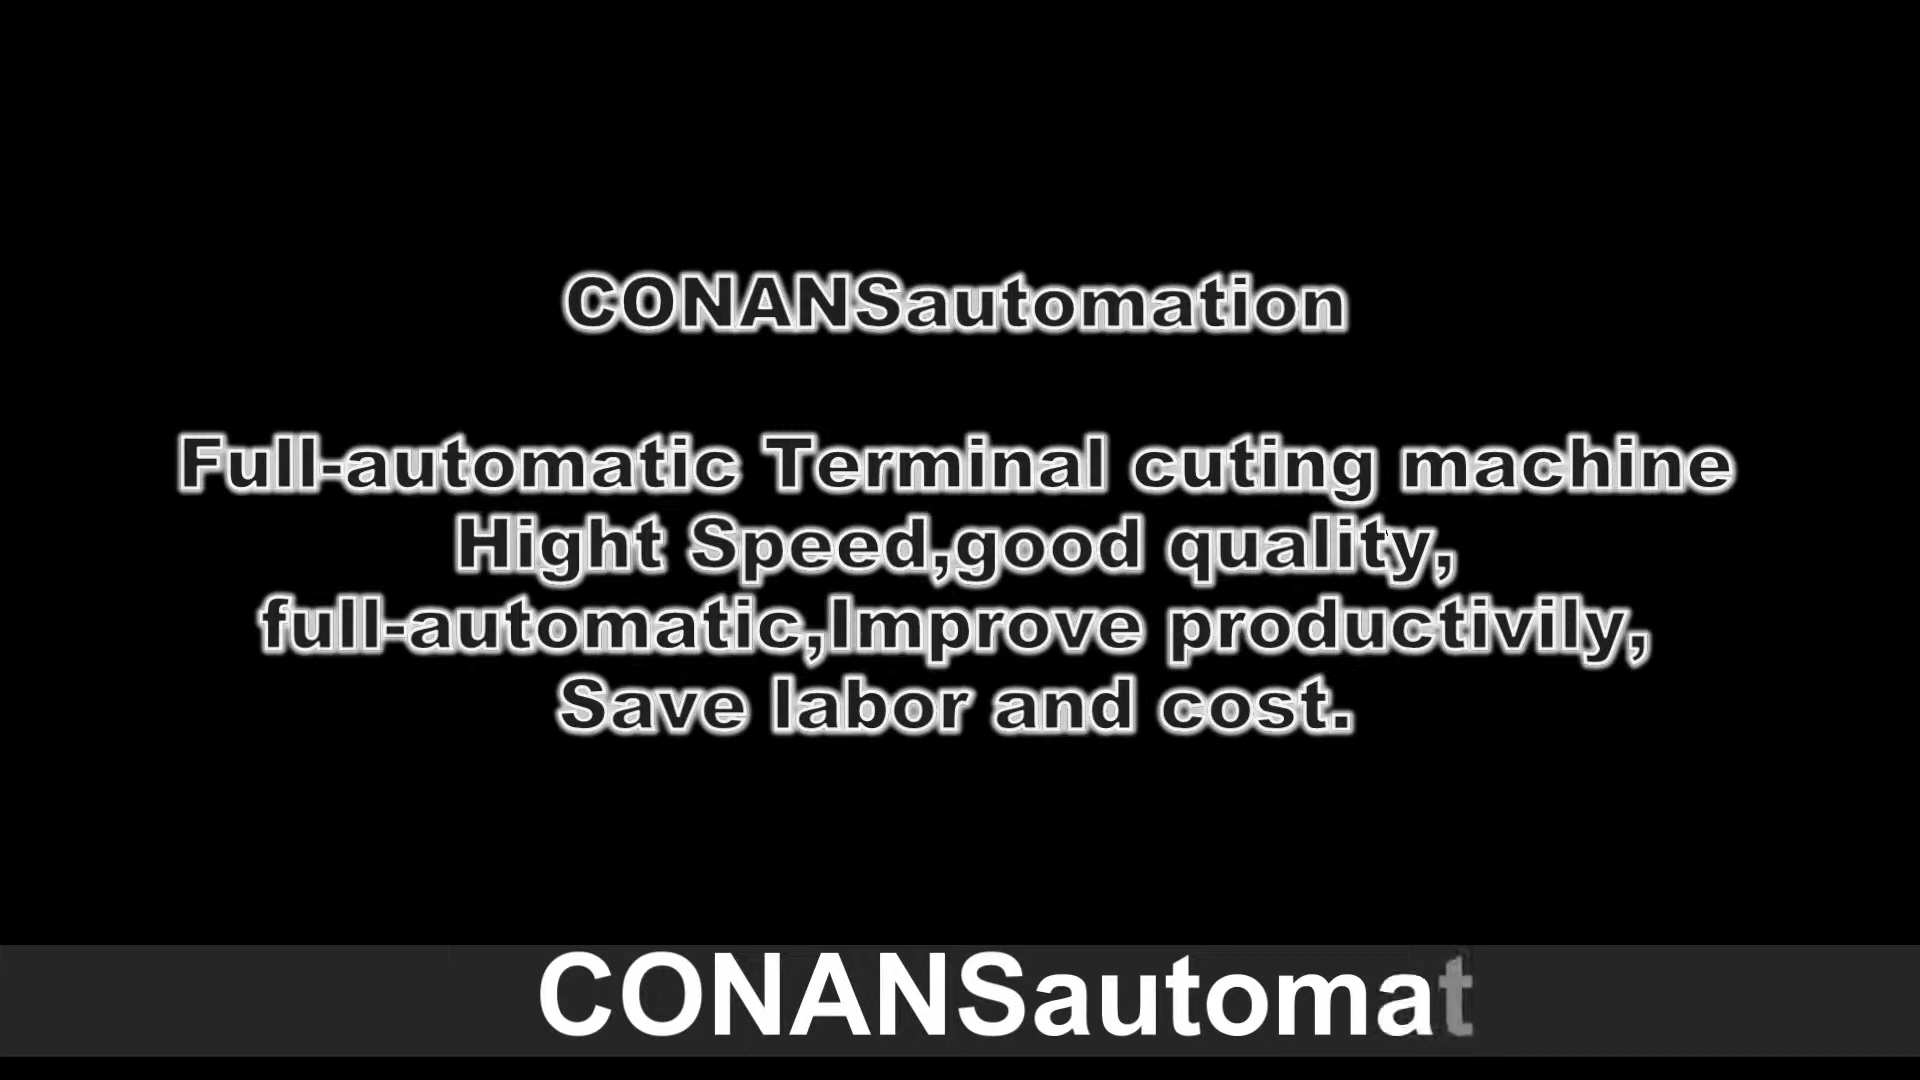 CONANSautomation
Full-automatic Terminal cuting machine
Hight Speed,good quality,
full-automatic,Improve productivily,
Save labor and cost.
CONANSautomat